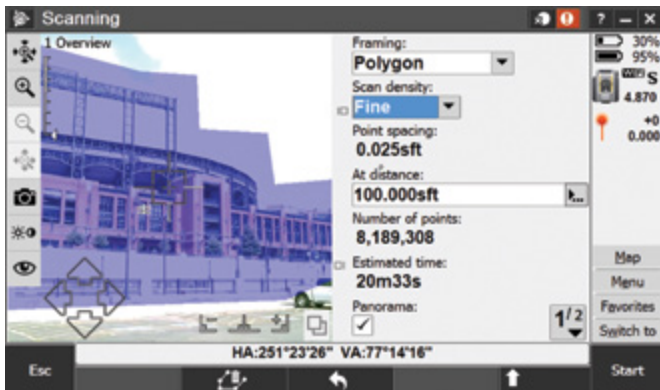 Scanning
? – X
1 Overview
Framing:
Polygon
Scan density:
Fine
Point spacing:
0.025sft
At distance:
100.000sft
Number of points:
8,189,308
Estimated time:
20m33s
Panorama:
1/2
30%
95%
S
4.870
+0
0.000
Map
Menu
Favorites
Switch to
HA:251°23'26" VA:77°14'16"
Esc
Start